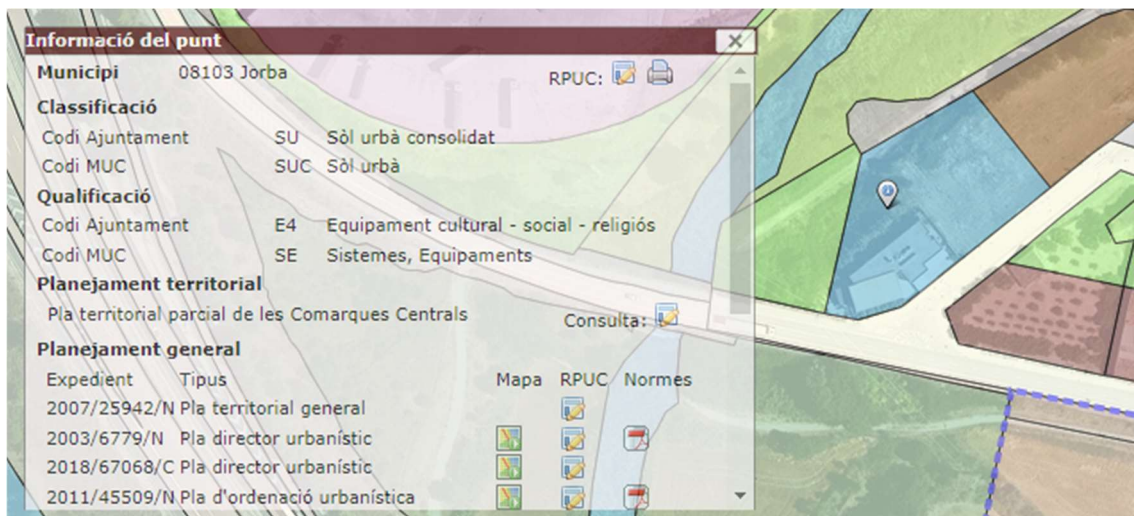 Informació del punt
Municipi 08103 Jorba RPUC:
Classificació
Codi Ajuntament SU Sòl urbà consolidat
Codi MUC SUC Sòl urbà
Qualificació
Codi Ajuntament E4 Equipament cultural - social - religiós
Codi MUC SE Sistemes, Equipaments
Planejament territorial
Pla territorial parcial de les Comarques Centrals Consulta:
Planejament general
Expedient Tipus Mapa RPUC Normes
2007/25942/N Pla territorial general
2003/6779/N Pla director urbanístic
2018/67068/C Pla director urbanístic
2011/45509/N Pla d'ordenació urbanística